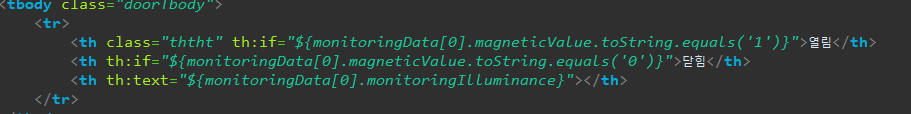 <tbody class="doorTbody">
<tr>
<th class="ththt" th:if="${monitoringData[0].magneticValue.toString.equals('1')}">열림</th>
<th th:if="${monitoringData[0].magneticValue.toString.equals('0')}">닫힘</th>
<th th:text="${monitoringData[0].monitoringIlluminance}"></th>
</tr>